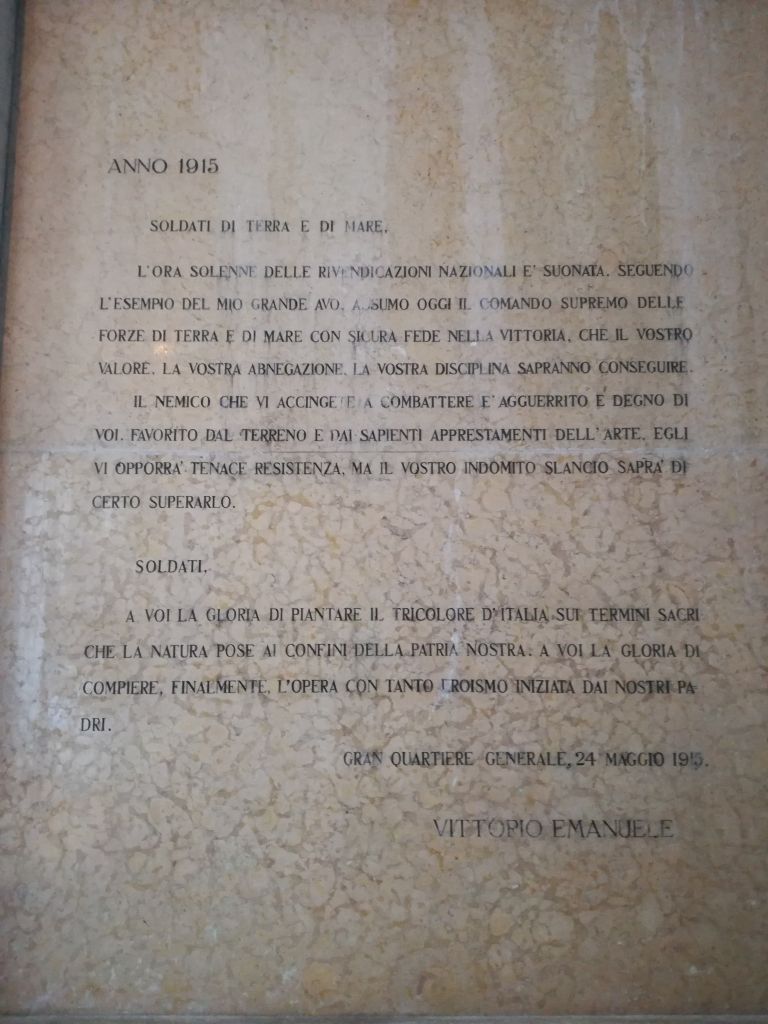 ANNO 1915
SOLDATI DI TERRA E DI MARE,
L'ORA SOLENNE DELLE RIVENDICAZIONI NAZIONALI E' SUONATA. SEGUENDO
L'ESEMPIO DEL MIO GRANDE AVO, ASSUMO OGGI IL COMANDO SUPREMO DELLE
FORZE DI TERRA E DI MARE CON SICURA FEDE NELLA VITTORIA, CHE IL VOSTRO
VALORE, LA VOSTRA ABNEGAZIONE, LA VOSTRA DISCIPLINA SAPRANNO CONSEGUIRE.
IL NEMICO CHE VI ACCINGETE A COMBATTERE E' AGGUERRITO E DEGNO DI
VOI. FAVORITO DAL TERRENO E DAI SAPIENTI APPRESTAMENTI DELL'ARTE, EGLI
VI OPPORRA' TENACE RESISTENZA, MA IL VOSTRO INDOMITO SLANCIO SAPRA' DI
CERTO SUPERARLO.
SOLDATI,
A VOI LA GLORIA DI PIANTARE IL TRICOLORE D'ITALIA SUI TERMINI SACRI
CHE LA NATURA POSE AI CONFINI DELLA PATRIA NOSTRA. A VOI LA GLORIA DI
COMPIERE, FINALMENTE, L'OPERA CON TANTO EROISMO INIZIATA DAI NOSTRI PA
DRI.
GRAN QUARTIERE GENERALE, 24 MAGGIO 1915.
VITTORIO EMANUELE